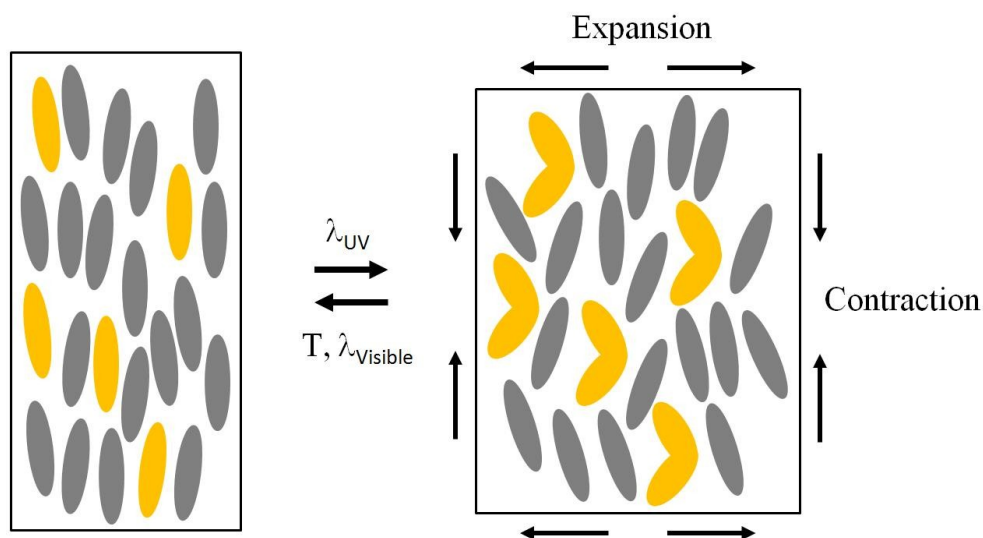 Expansion
λUV
T, λVisible
Contraction